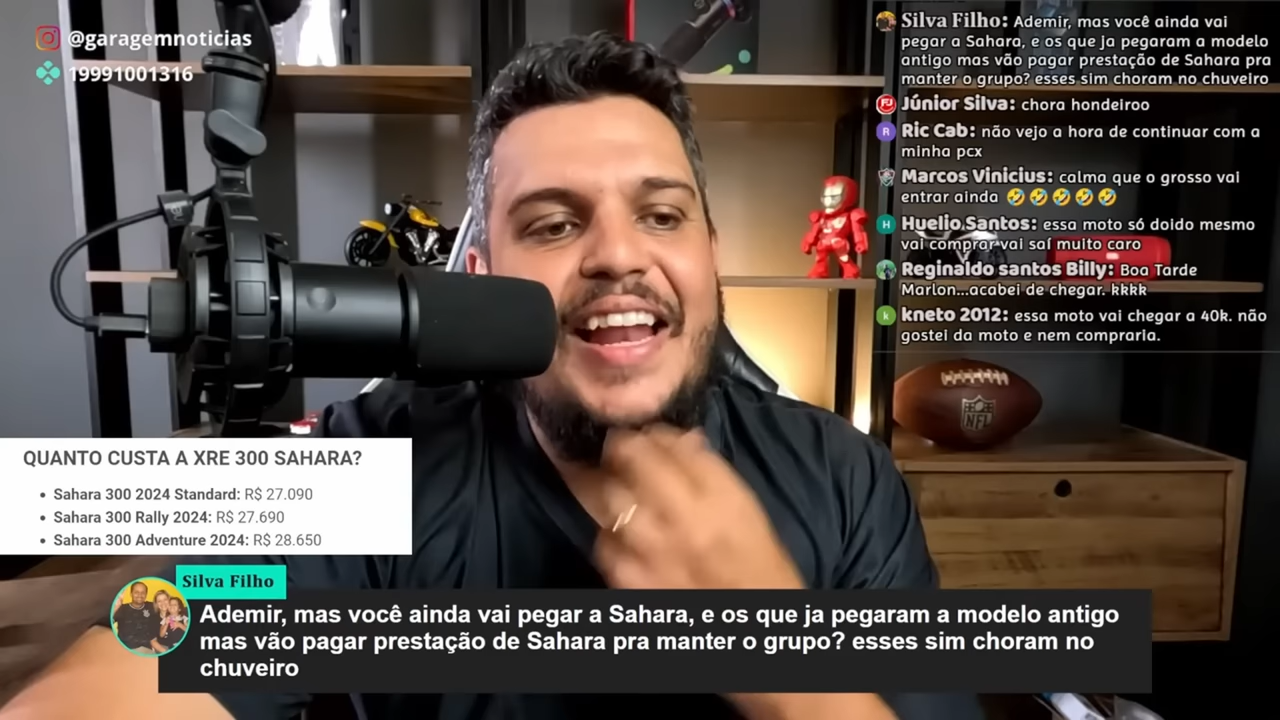 @garagemnoticias
19991001316
Silva Filho: Ademir, mas você ainda vai
pegar a Sahara, e os que ja pegaram a modelo
antigo mas vão pagar prestação de Sahara pra
manter o grupo? esses sim choram no chuveiro
Júnior Silva: chora hondeiroo
Ric Cab: não vejo a hora de continuar com a
minha pcx
Marcos Vinicius: calma que o grosso vai
entrar ainda 🤣🤣🤣🤣🤣
Huelio Santos: essa moto só doido mesmo
vai comprar vai saí muito caro
Reginaldo santos Billy: Boa Tarde
Marlon...acabei de chegar. kkkk
kneto 2012: essa moto vai chegar a 40k. não
gostei da moto e nem compraria.
NFL
QUANTO CUSTA A XRE 300 SAHARA?
• Sahara 300 2024 Standard: R$ 27.090
• Sahara 300 Rally 2024: R$ 27.690
• Sahara 300 Adventure 2024: R$ 28.650
Silva Filho
Ademir, mas você ainda vai pegar a Sahara, e os que ja pegaram a modelo antigo
mas vão pagar prestação de Sahara pra manter o grupo? esses sim choram no
chuveiro